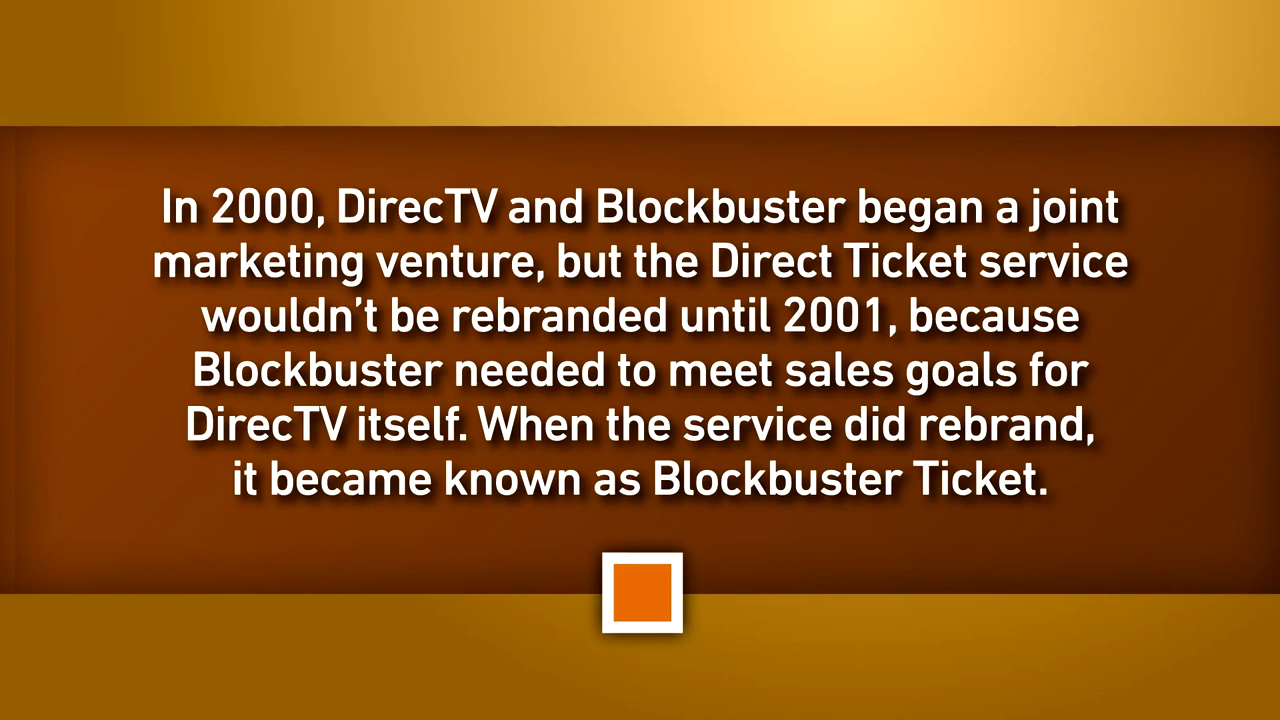 In 2000, DirecTV and Blockbuster began a joint
marketing venture, but the Direct Ticket service
wouldn’t be rebranded until 2001, because
Blockbuster needed to meet sales goals for
DirecTV itself. When the service did rebrand,
it became known as Blockbuster Ticket.